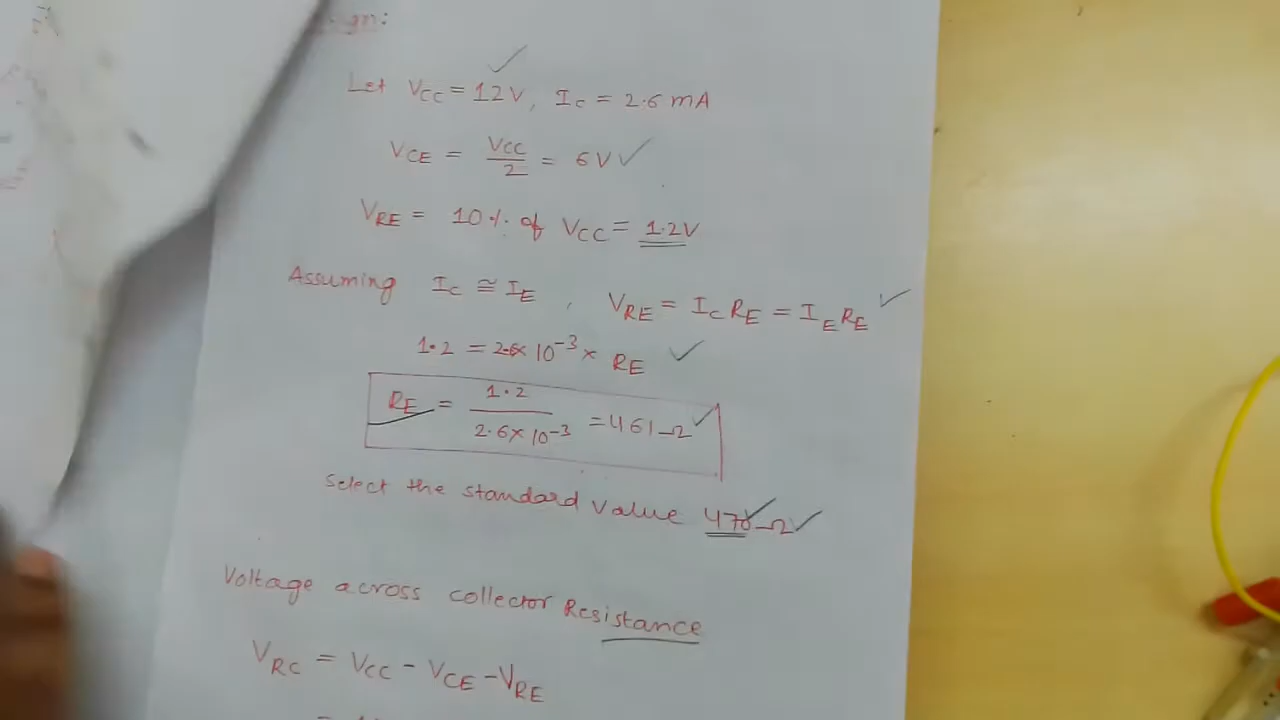 Let VCC = 12V, IC = 2.6 mA
VCE = VCC/2 = 6V
VRE = 10% of VCC = 1.2V
Assuming IC ≅ IE, VRE = ICRE = IERE
1.2 = 2.6×10⁻³ × RE
RE = 1.2/2.6×10⁻³ = 461Ω
Select the standard value 470Ω
Voltage across collector Resistance
VRC = VCC - VCE - VRE